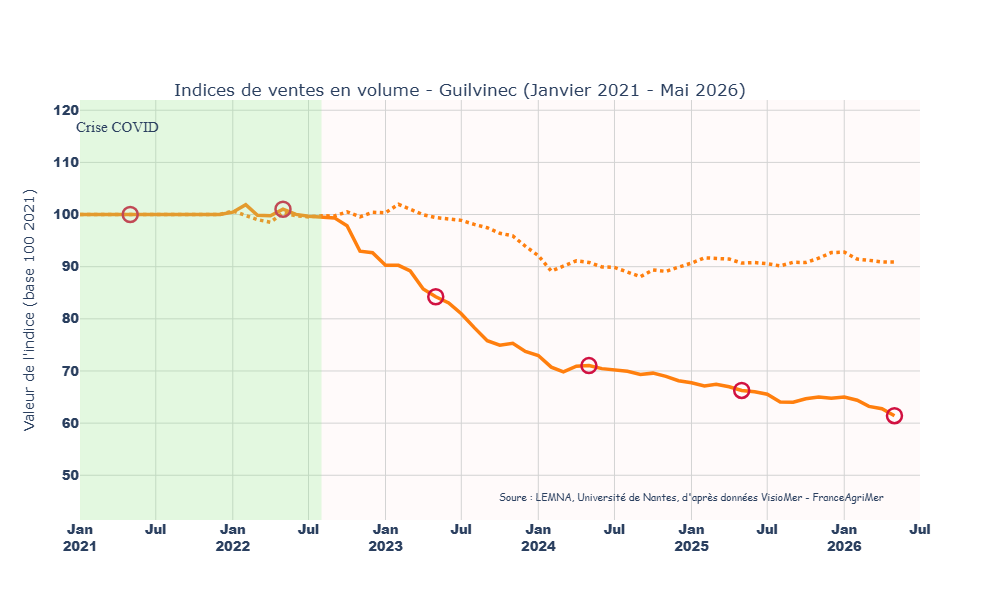 Indices de ventes en volume - Guilvinec (Janvier 2021 - Mai 2026)
120
Crise COVID
110
100
90
80
70
60
50
Valeur de l'indice (base 100 2021)
Soure : LEMNA, Université de Nantes, d'après données VisioMer - FranceAgriMer
Jan Jul Jan Jul Jan Jul Jan Jul Jan Jul Jan Jul
2021 2022 2023 2024 2025 2026